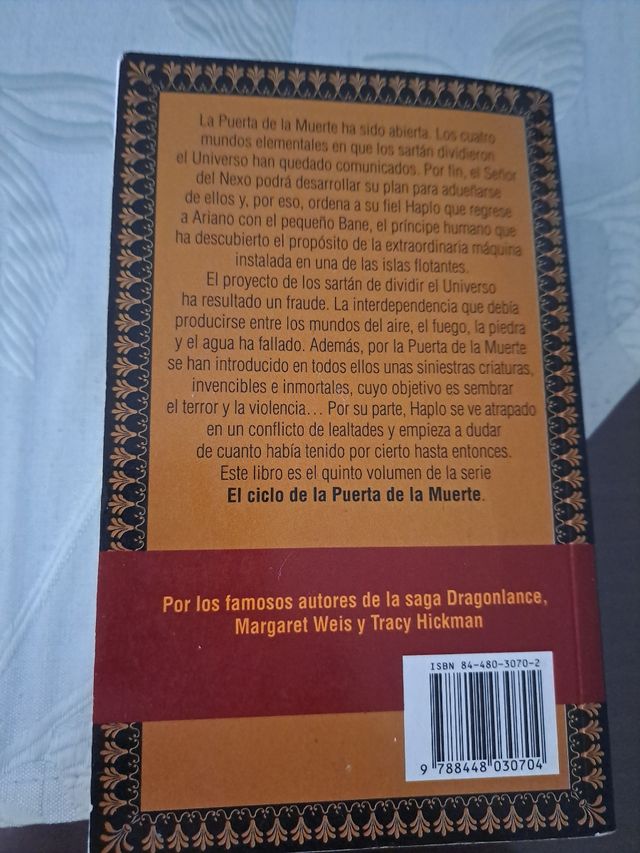 La Puerta de la Muerte ha sido abierta. Los cuatro
mundos elementales en que los sartán dividieron
el Universo han quedado comunicados. Por fin, el Señor
del Nexo podrá desarrollar su plan para adueñarse
de ellos y, por eso, ordena a su fiel Haplo que regrese
a Ariano con el pequeño Bane, el príncipe humano que
ha descubierto el propósito de la extraordinaria máquina
instalada en una de las islas flotantes.
El proyecto de los sartán de dividir el Universo
ha resultado un fraude. La interdependencia que debía
producirse entre los mundos del aire, el fuego, la piedra
y el agua ha fallado. Además, por la Puerta de la Muerte
se han introducido en todos ellos unas siniestras criaturas,
invencibles e inmortales, cuyo objetivo es sembrar
el terror y la violencia... Por su parte, Haplo se ve atrapado
en un conflicto de lealtades y empieza a dudar
de cuanto había tenido por cierto hasta entonces.
Este libro es el quinto volumen de la serie
El ciclo de la Puerta de la Muerte.
Por los famosos autores de la saga Dragonlance,
Margaret Weis y Tracy Hickman
ISBN 84-480-3070-2
9 788448 030704